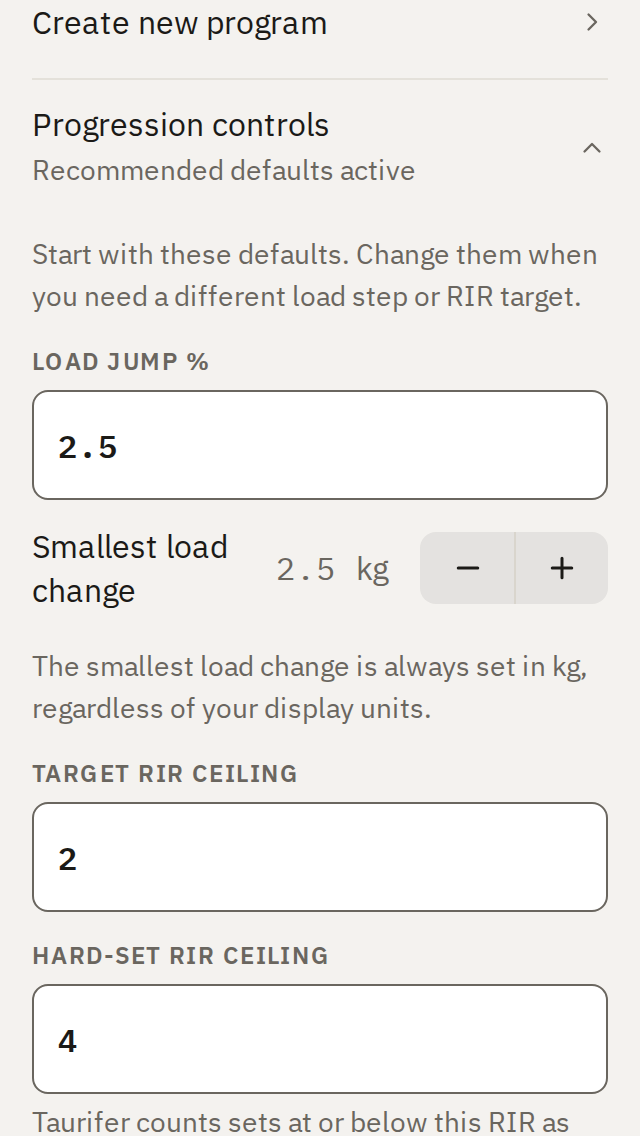 Create new program
Progression controls
Recommended defaults active
Start with these defaults. Change them when
you need a different load step or RIR target.
LOAD JUMP %
2.5
Smallest load
change
2.5 kg
The smallest load change is always set in kg,
regardless of your display units.
TARGET RIR CEILING
2
HARD-SET RIR CEILING
4
Taurifer counts sets at or below this RIR as